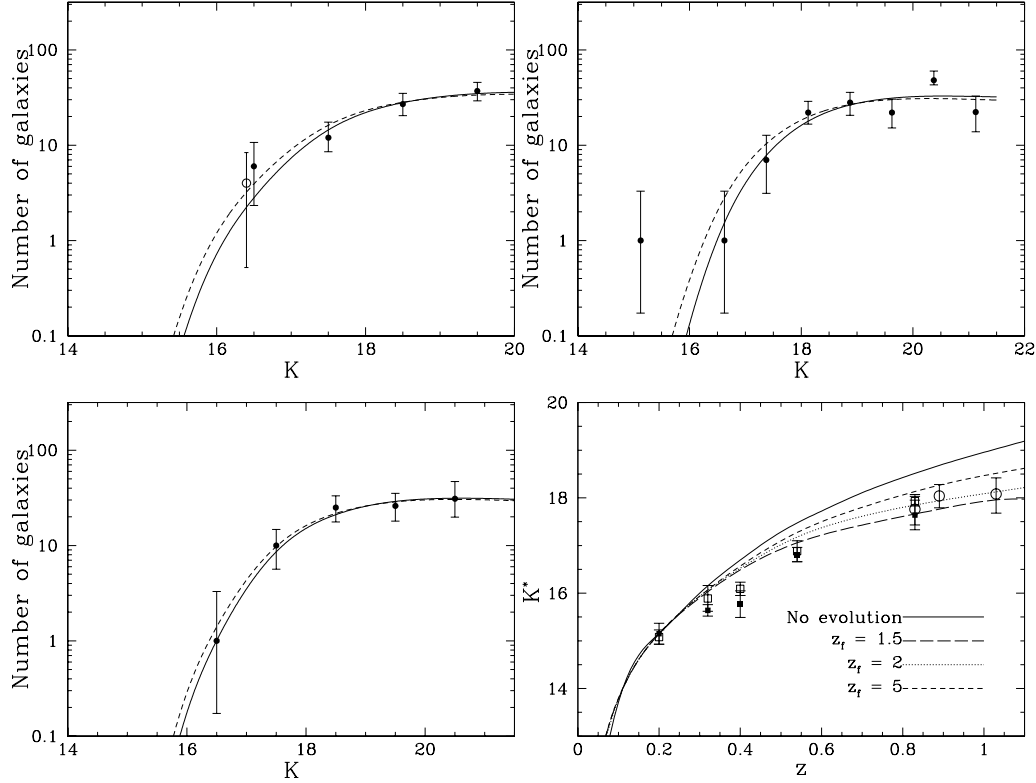 Number of galaxies
100
10
1
0.1
14
16
18
20
K
Number of galaxies
100
10
1
0.1
14
16
18
20
22
K
Number of galaxies
100
10
1
0.1
14
16
18
20
K
K*
20
18
16
14
No evolution
z_f = 1.5
z_f = 2
z_f = 5
0
0.2
0.4
0.6
0.8
1
z